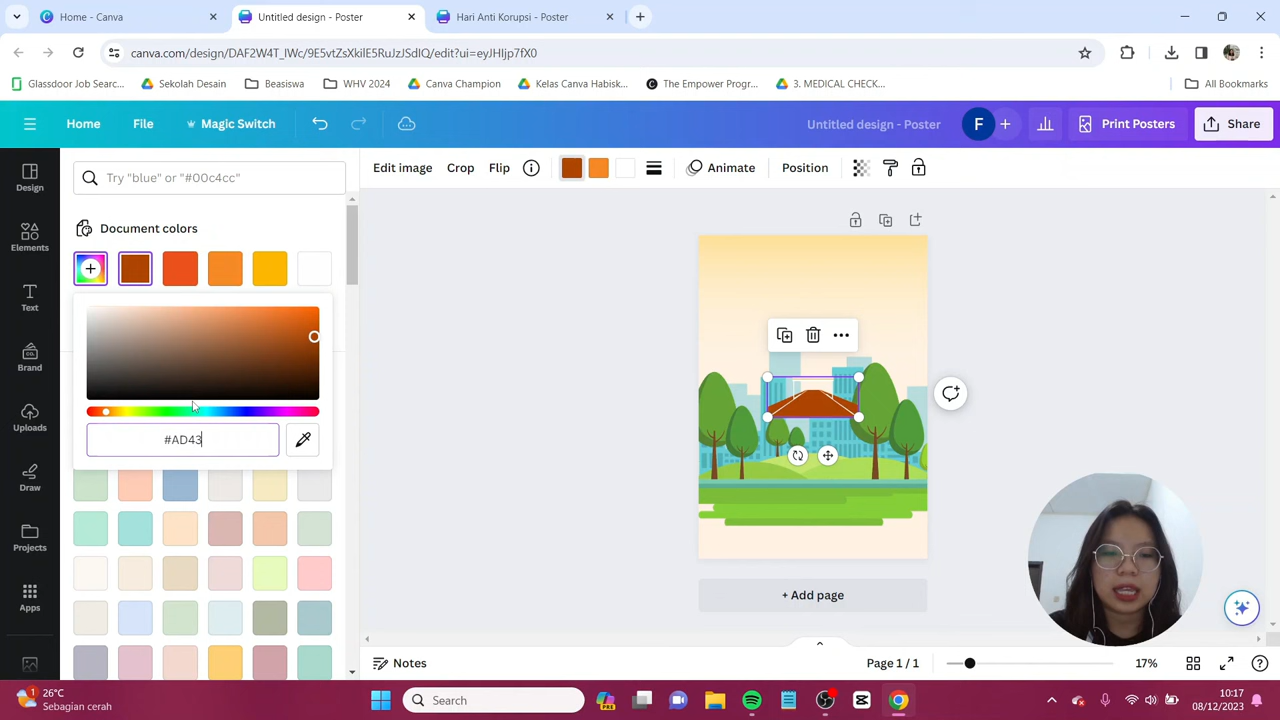 Home - Canva
Untitled design - Poster
Hari Anti Korupsi - Poster
canva.com/design/DAF2W4T_lWc/9E5vtZsXkilE5RuJzJSdIQ/edit?ui=eyJHIjp7fX0
Glassdoor Job Searc...
Sekolah Desain
Beasiswa
WHV 2024
Canva Champion
Kelas Canva Habisk...
The Empower Progr...
3. MEDICAL CHECK...
All Bookmarks
Home
File
Magic Switch
Untitled design - Poster
F
Print Posters
Share
Design
Elements
Text
Brand
Uploads
Draw
Projects
Apps
Try "blue" or "#00c4cc"
Document colors
#AD43
Edit image
Crop
Flip
Animate
Position
+ Add page
Notes
Page 1 / 1
17%
1
26°C
Sebagian cerah
Search
PRE
10:17
08/12/2023